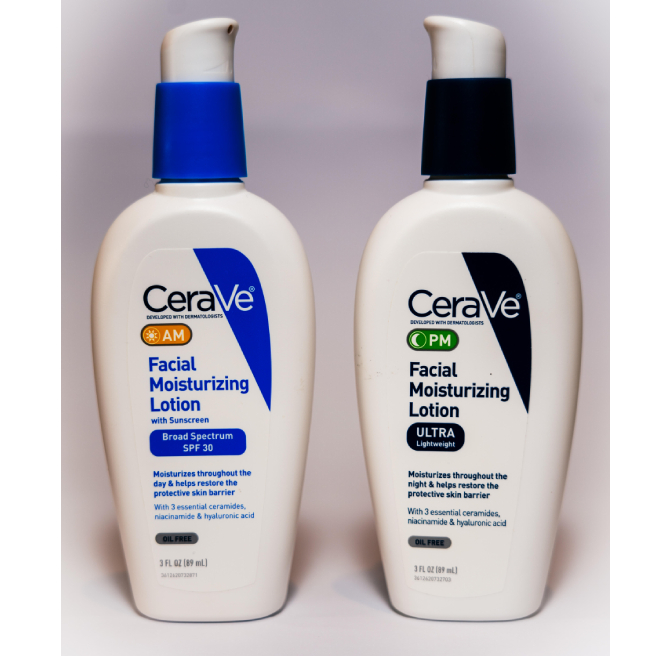 CeraVe®
DEVELOPED WITH DERMATOLOGISTS
AM
Facial
Moisturizing
Lotion
with Sunscreen
Broad Spectrum
SPF 30
Moisturizes throughout the
day & helps restore the
protective skin barrier
With 3 essential ceramides,
niacinamide & hyaluronic acid
OIL FREE
3 FL OZ (89 mL)
CeraVe®
DEVELOPED WITH DERMATOLOGISTS
PM
Facial
Moisturizing
Lotion
ULTRA
Lightweight
Moisturizes throughout the
night & helps restore the
protective skin barrier
With 3 essential ceramides,
niacinamide & hyaluronic acid
OIL FREE
3 FL OZ (89 mL)